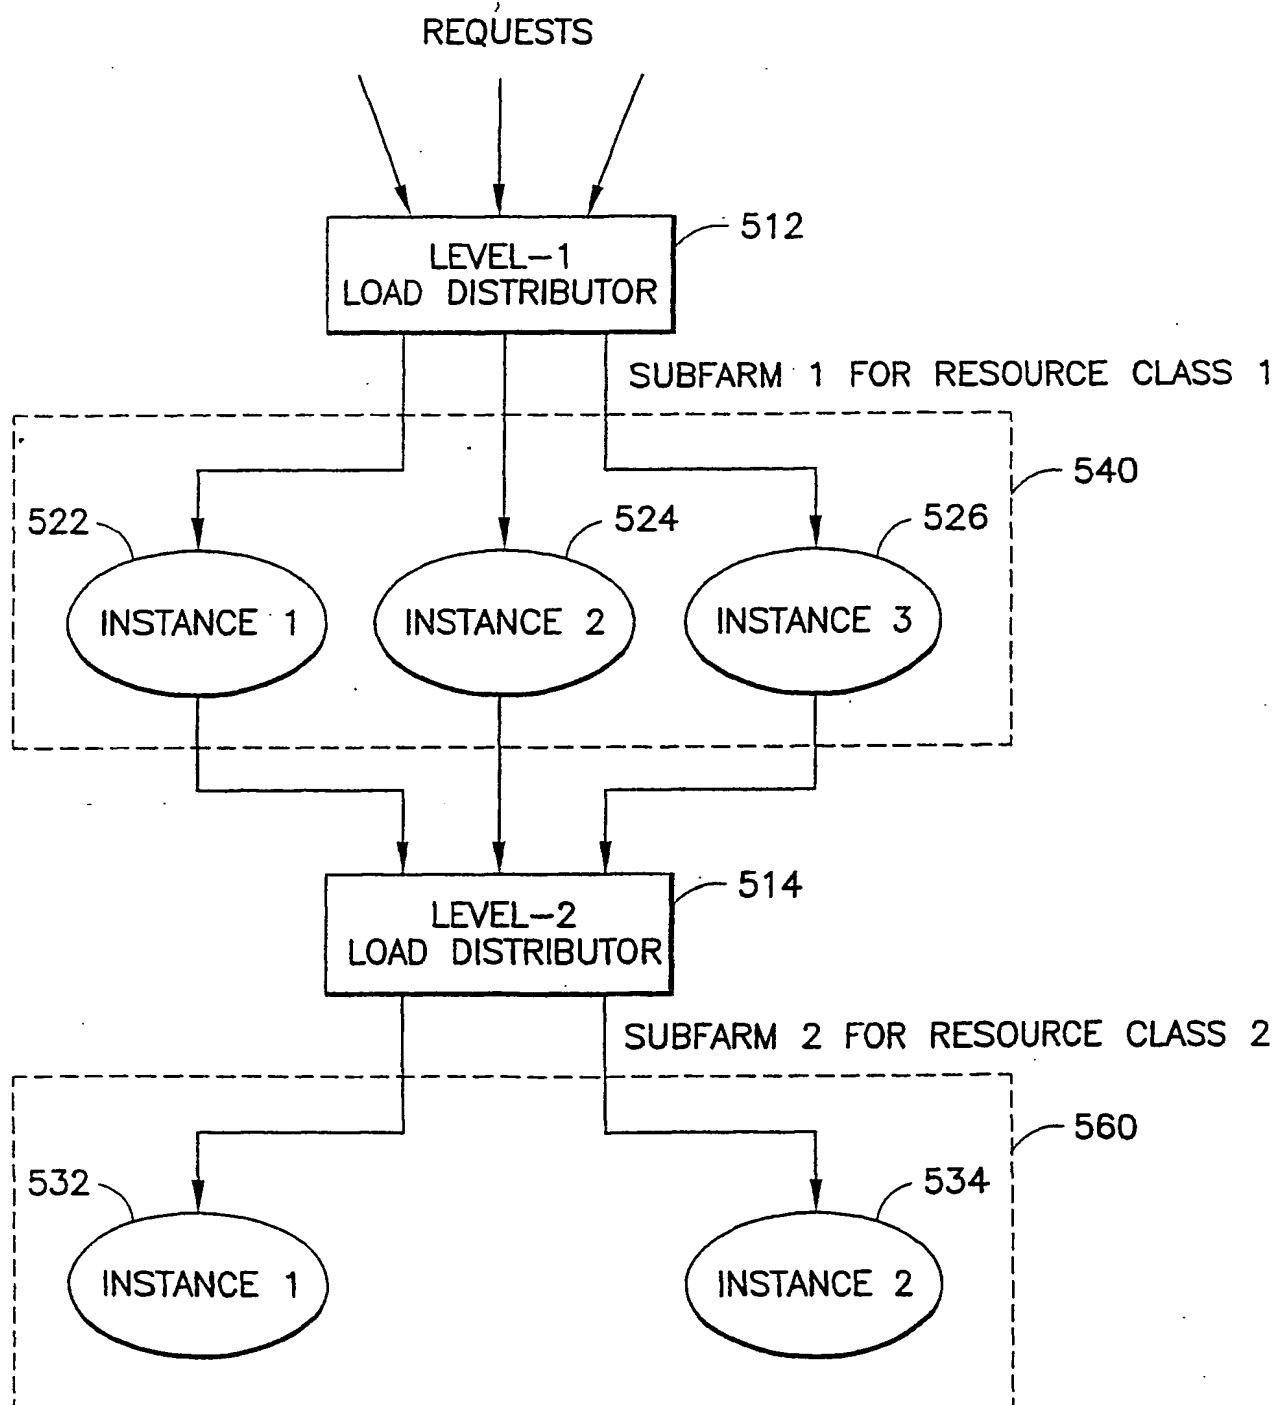 REQUESTS
512
LEVEL-1
LOAD DISTRIBUTOR
SUBFARM 1 FOR RESOURCE CLASS 1
540
522
524
526
INSTANCE 1
INSTANCE 2
INSTANCE 3
514
LEVEL-2
LOAD DISTRIBUTOR
SUBFARM 2 FOR RESOURCE CLASS 2
560
532
534
INSTANCE 1
INSTANCE 2